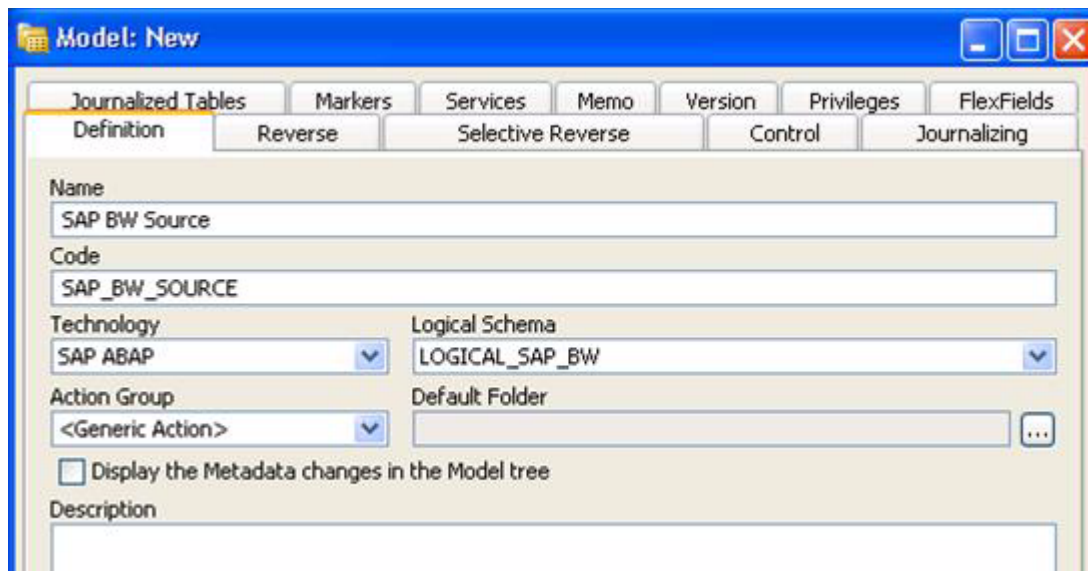 Model: New
Journalized Tables Markers Services Memo Version Privileges FlexFields
Definition Reverse Selective Reverse Control Journalizing
Name
SAP BW Source
Code
SAP_BW_SOURCE
Technology Logical Schema
SAP ABAP LOGICAL_SAP_BW
Action Group Default Folder
<Generic Action> ...
Display the Metadata changes in the Model tree
Description